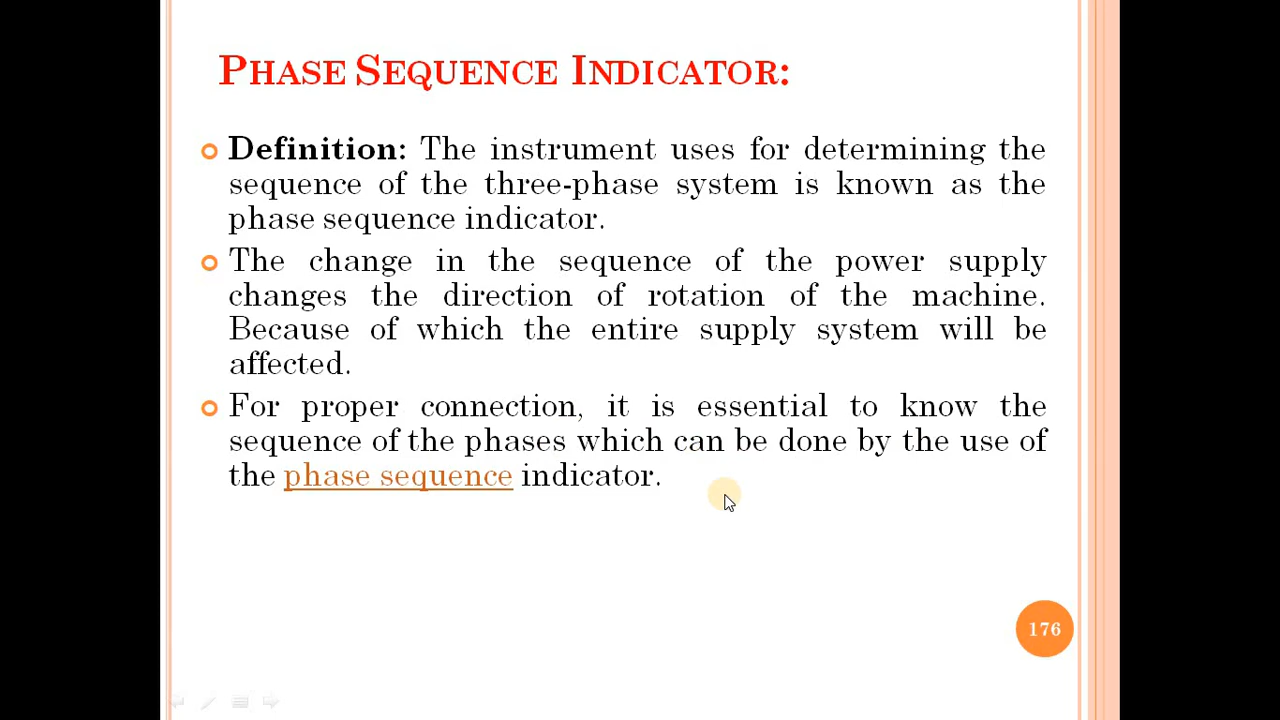 PHASE SEQUENCE INDICATOR:
Definition: The instrument uses for determining the
sequence of the three-phase system is known as the
phase sequence indicator.
The change in the sequence of the power supply
changes the direction of rotation of the machine.
Because of which the entire supply system will be
affected.
For proper connection, it is essential to know the
sequence of the phases which can be done by the use of
the phase sequence indicator.
176